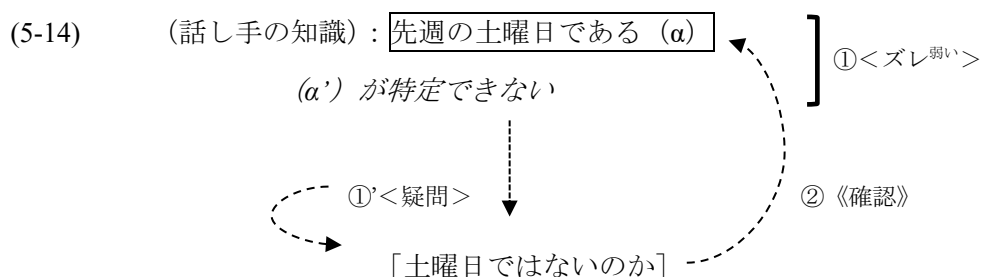 (5-14) （話し手の知識）: 先週の土曜日である（α）
①＜ズレ弱い＞
（α’）が特定できない
①’＜疑問＞
②《確認》
［土曜日ではないのか］